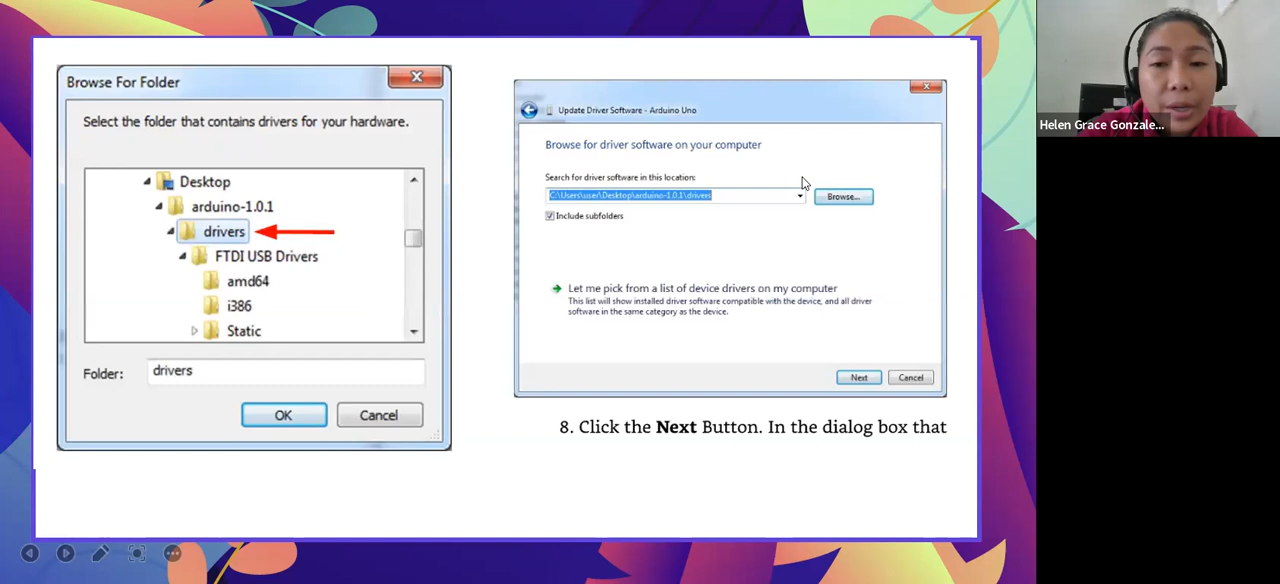 Browse For Folder
Select the folder that contains drivers for your hardware.
Desktop
arduino-1.0.1
drivers
FTDI USB Drivers
amd64
i386
Static
Folder:
drivers
OK
Cancel
Update Driver Software - Arduino Uno
Browse for driver software on your computer
Search for driver software in this location:
C:\Users\user\Desktop\arduino-1.0.1\drivers
Browse...
Include subfolders
Let me pick from a list of device drivers on my computer
This list will show installed driver software compatible with the device, and all driver
software in the same category as the device.
Next
Cancel
8. Click the Next Button. In the dialog box that
Helen Grace Gonzale...